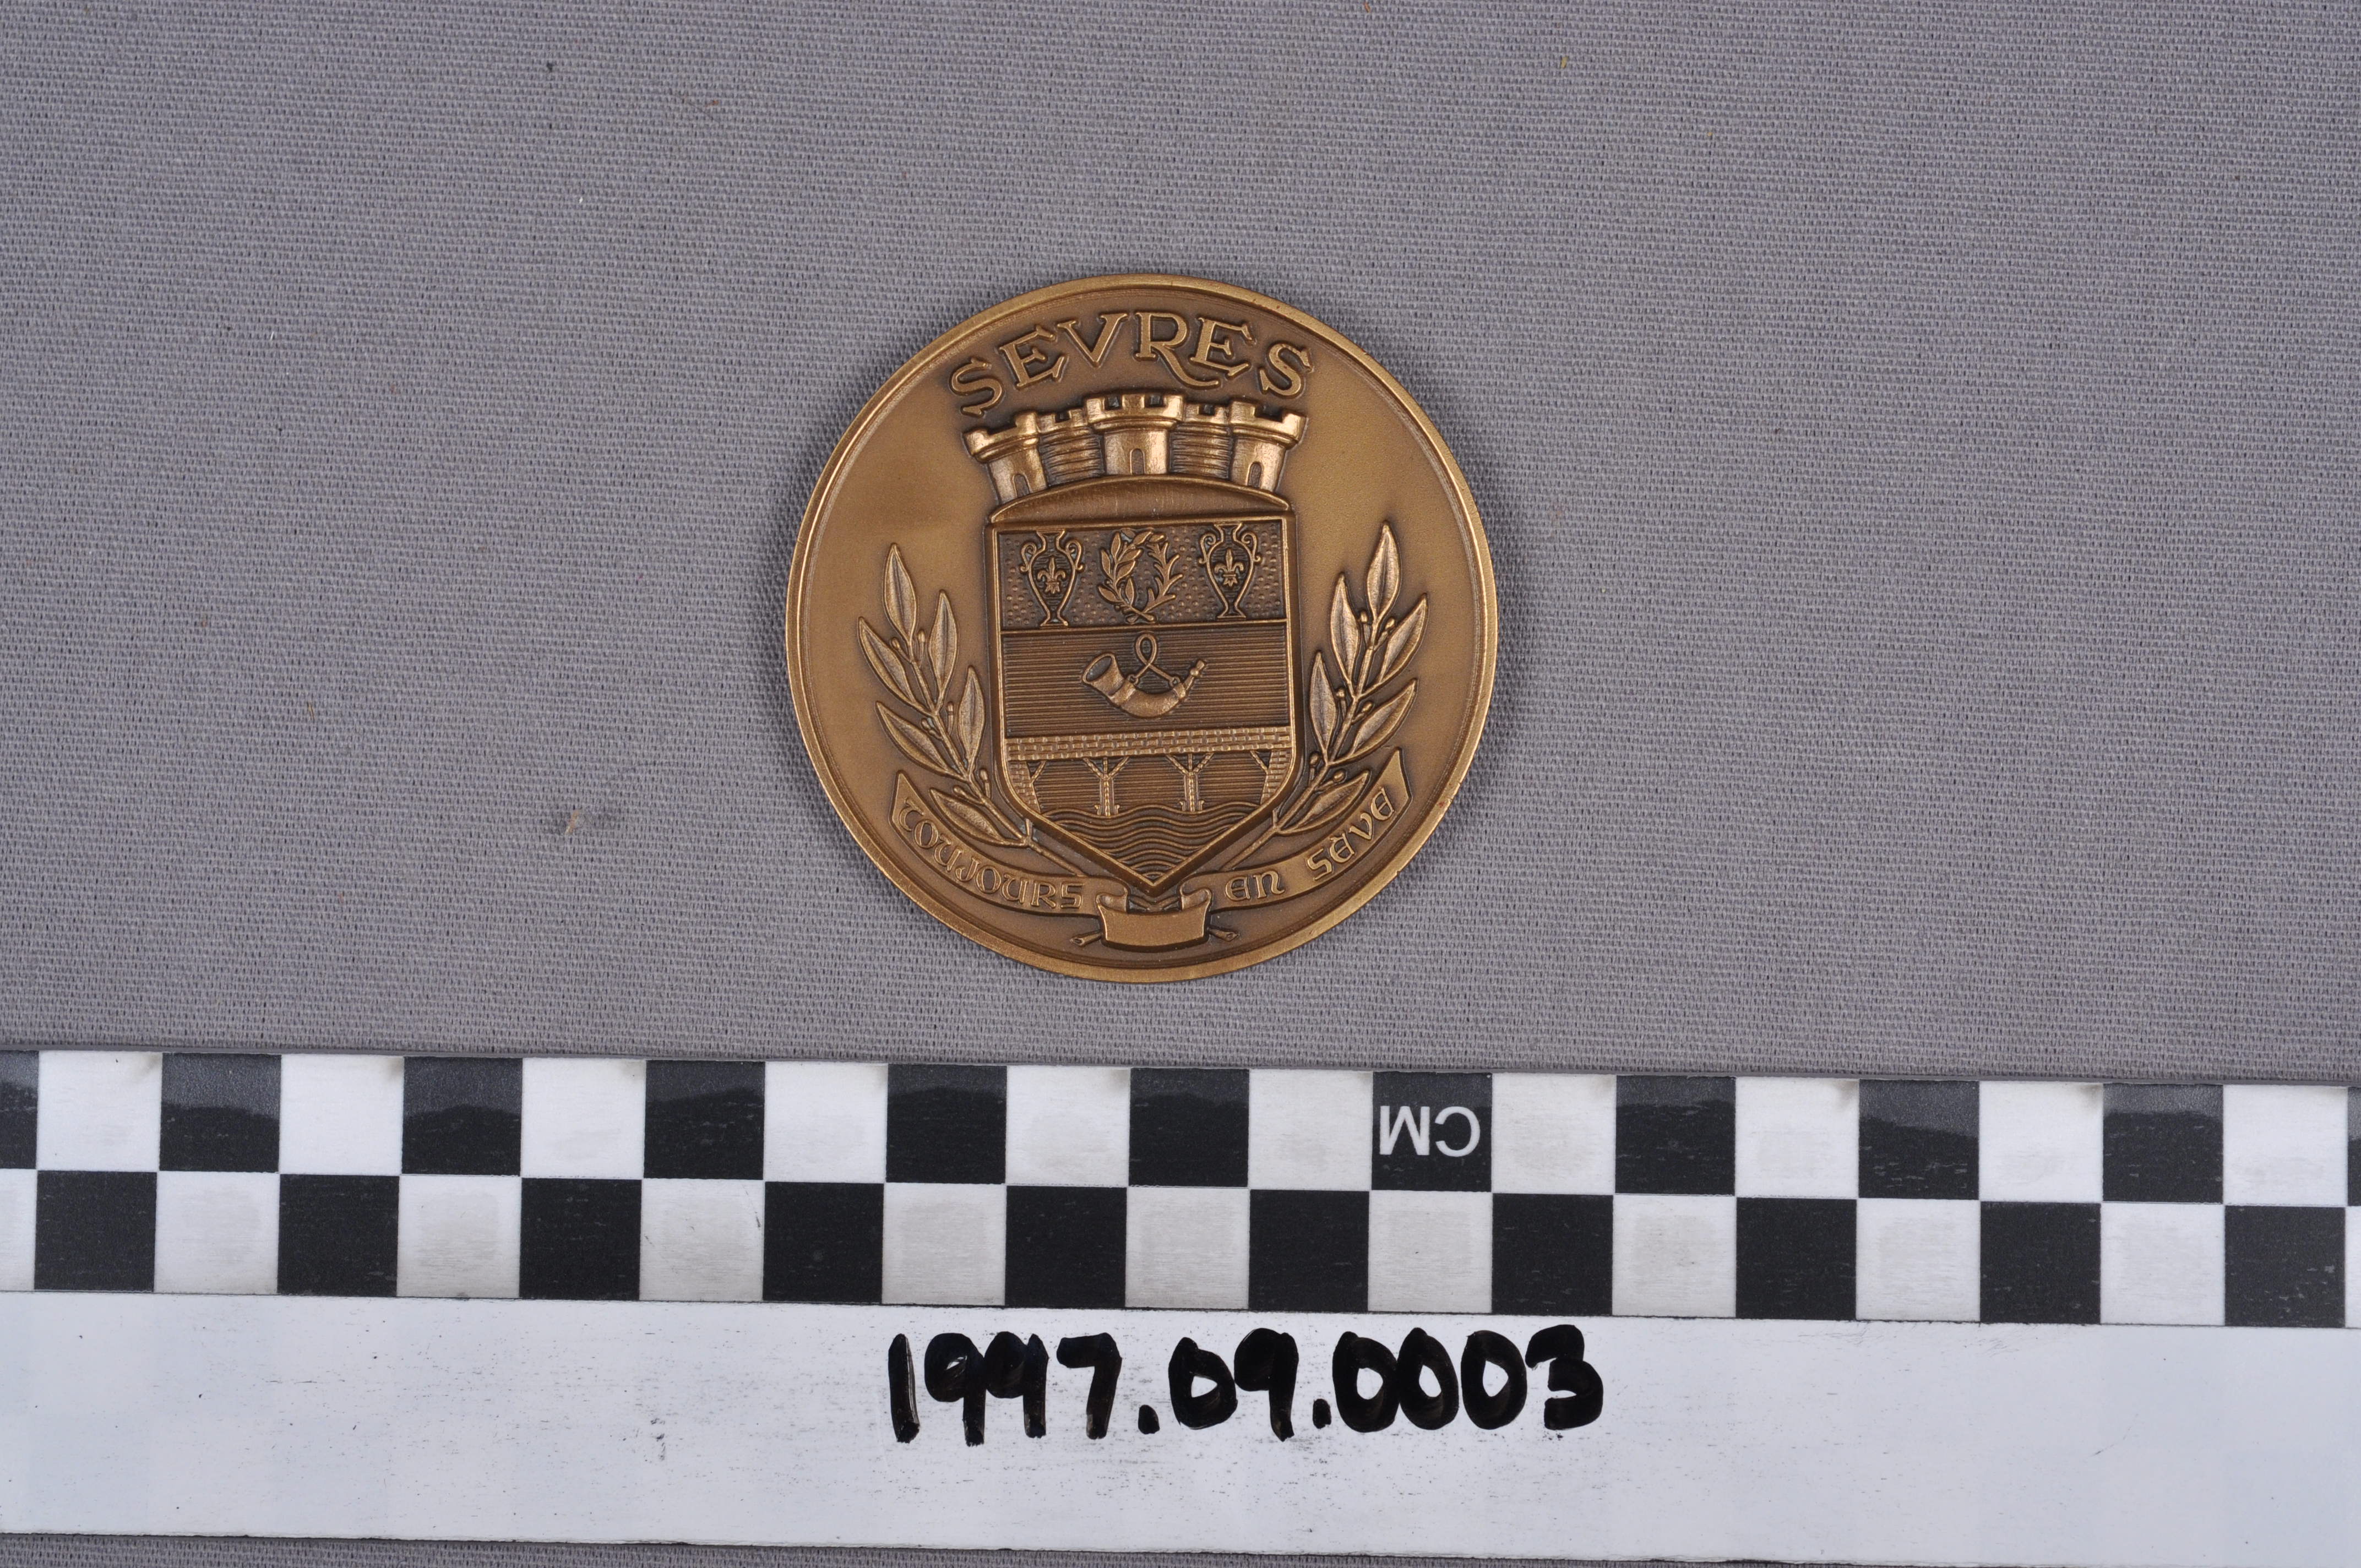 SEVRES
TOUJOURS EN SEVE
CM
1997.09.0003